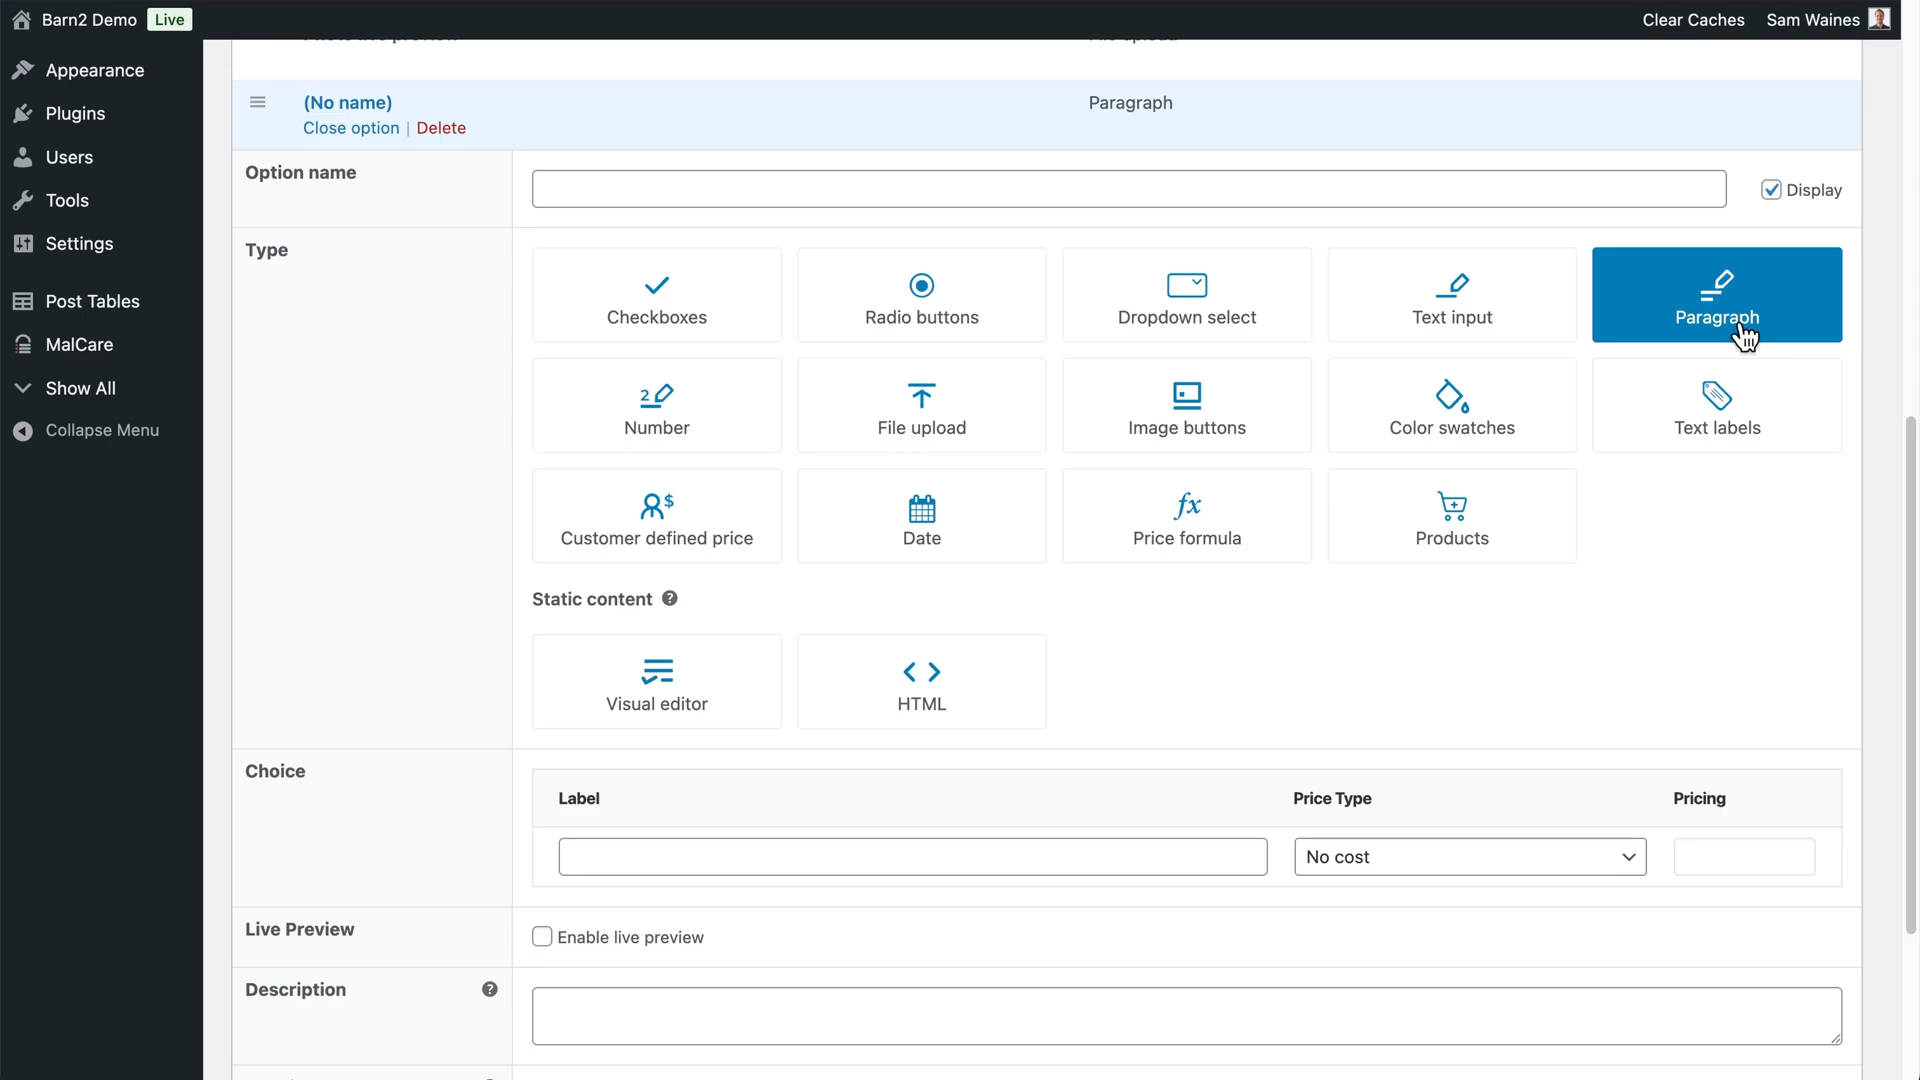 Barn2 Demo Live Clear Caches Sam Waines
Appearance
Plugins
Users
Tools
Settings
Post Tables
MalCare
Show All
Collapse Menu
(No name) Paragraph
Close option | Delete
Option name Display
Type
Checkboxes Radio buttons Dropdown select Text input Paragraph
Number File upload Image buttons Color swatches Text labels
Customer defined price Date Price formula Products
Static content
Visual editor HTML
Choice
Label Price Type Pricing
No cost
Live Preview Enable live preview
Description